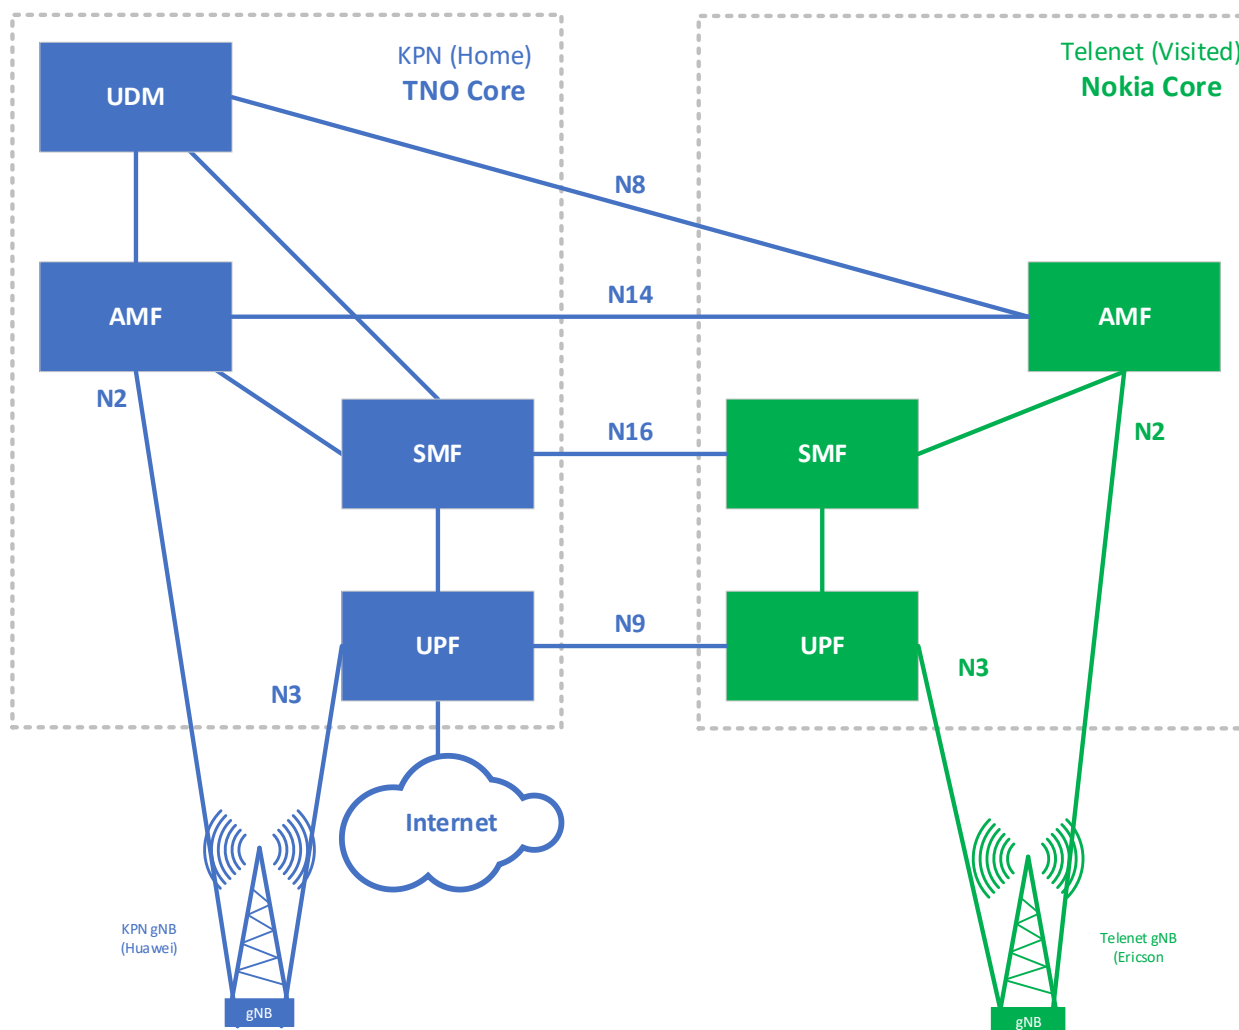 KPN (Home)
TNO Core
Telenet (Visited)
Nokia Core
UDM
N8
AMF
N14
AMF
N2
SMF
N16
SMF
N2
UPF
N9
UPF
N3
N3
Internet
KPN gNB
(Huawei)
Telenet gNB
(Ericson
gNB
gNB